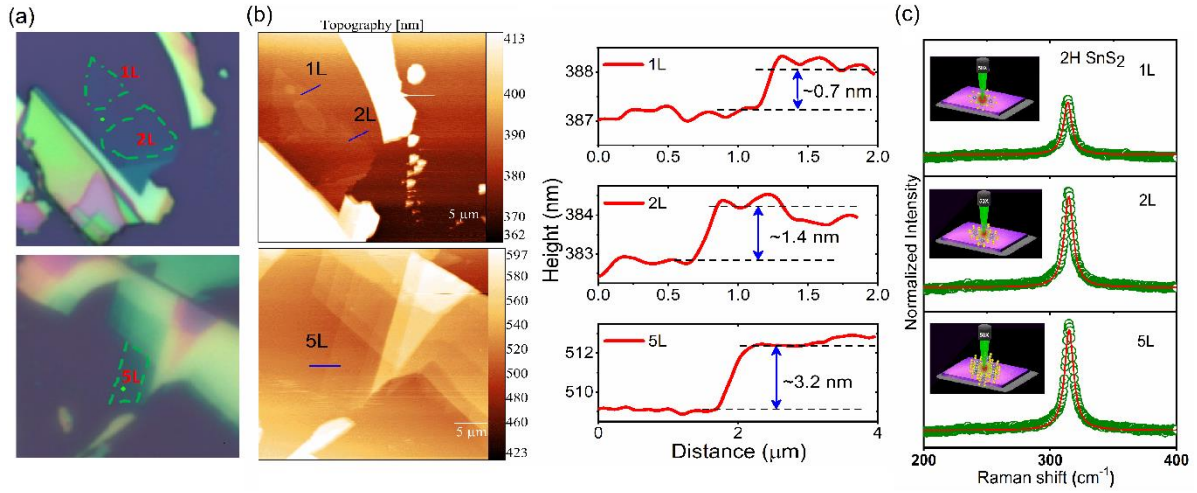 (a)
1L
2L
5L
(b)
Topography [nm]
1L
2L
5 µm
413
400
390
380
370
362
5L
5 µm
597
580
560
540
520
500
480
460
423
Height (nm)
1L
~0.7 nm
388
387
0.0 0.5 1.0 1.5 2.0
2L
~1.4 nm
384
383
0.0 0.5 1.0 1.5 2.0
5L
~3.2 nm
512
510
0 2 4
Distance (µm)
(c)
Normalized Intensity
2H SnS₂
1L
50X
2L
50X
5L
50X
200 300 400
Raman shift (cm⁻¹)